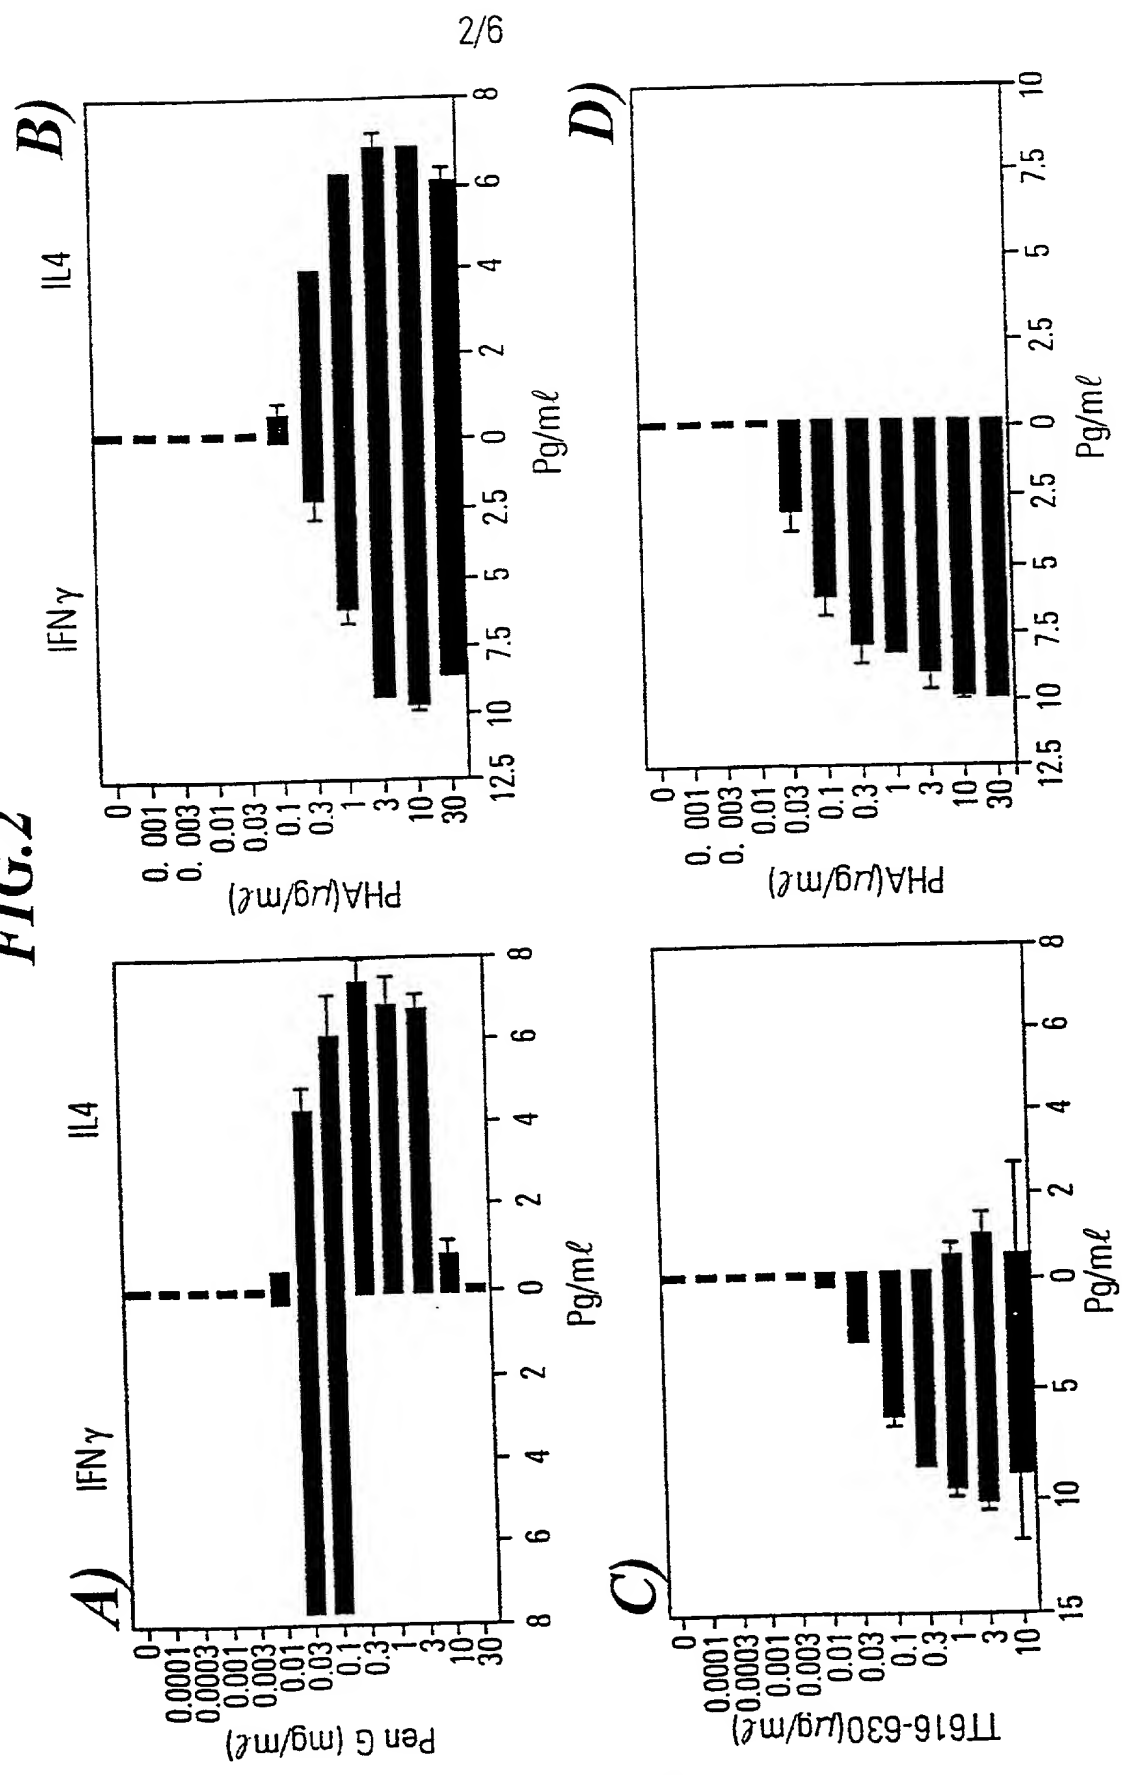 2/6
FIG.2
A)
IFNγ IL4
Pen G (mg/mℓ)
0
0.0001
0.0003
0.001
0.003
0.01
0.03
0.1
0.3
1
3
10
30
8 6 4 2 0 2 4 6 8
Pg/mℓ
B)
IFNγ IL4
PHA(μg/mℓ)
0
0. 001
0. 003
0.01
0.03
0.1
0.3
1
3
10
30
12.5 10 7.5 5 2.5 0 2 4 6 8
Pg/mℓ
C)
TT616-630(μg/mℓ)
0
0.0001
0.0003
0.001
0.003
0.01
0.03
0.1
0.3
1
3
10
15 10 5 0 2 4 6 8
Pg/mℓ
D)
PHA(μg/mℓ)
0
0. 001
0. 003
0.01
0.03
0.1
0.3
1
3
10
30
12.5 10 7.5 5 2.5 0 2.5 5 7.5 10
Pg/mℓ